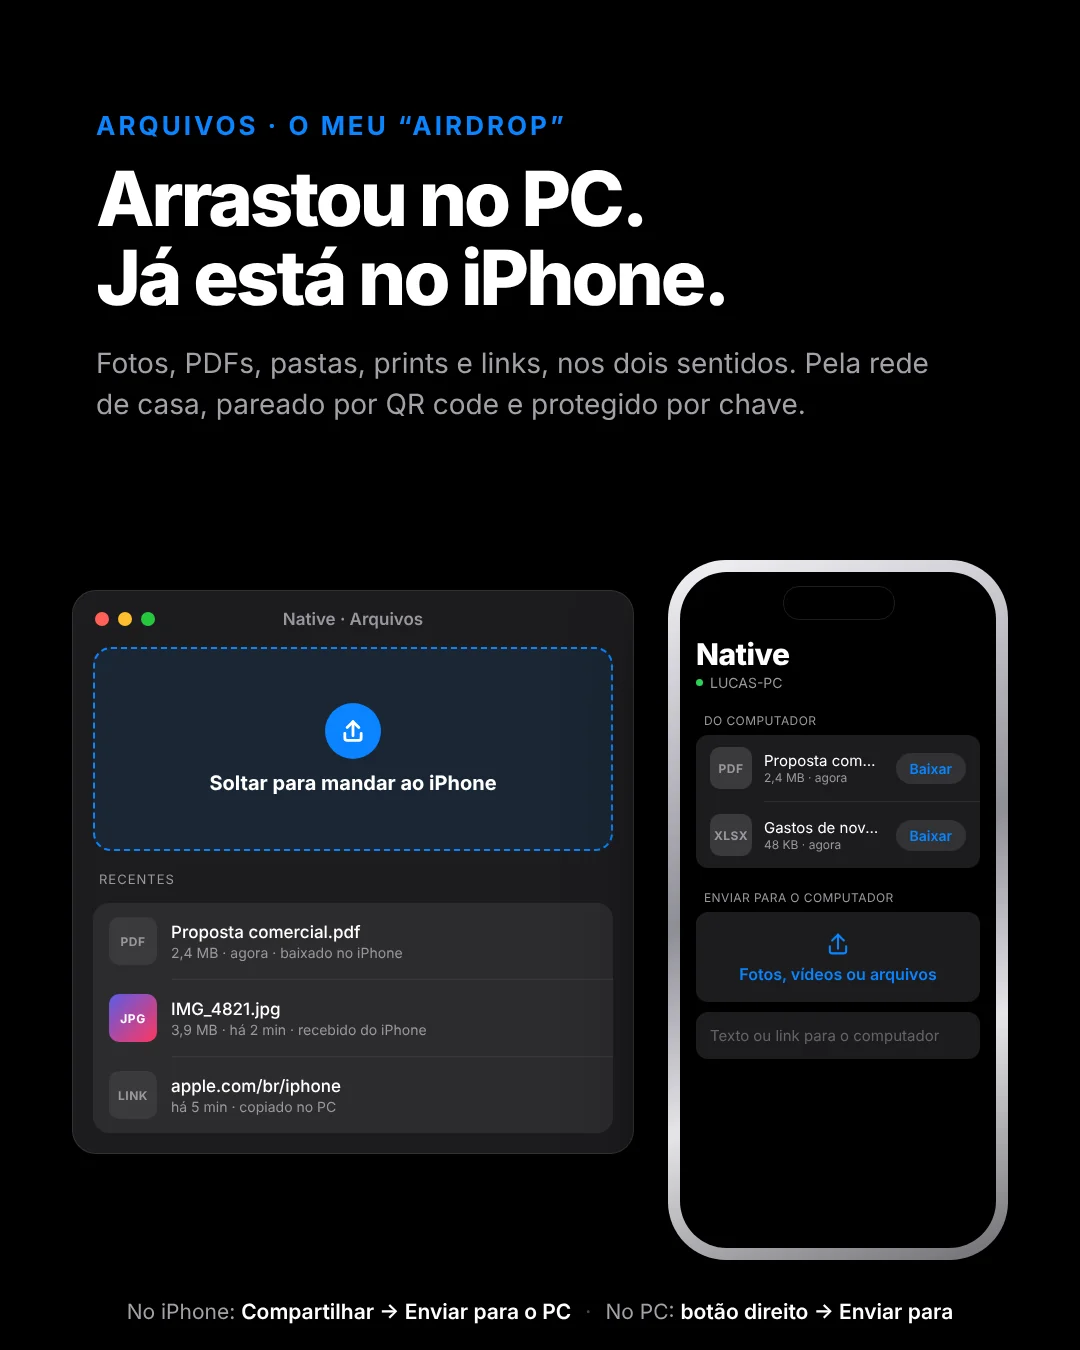 ARQUIVOS · O MEU “AIRDROP”
Arrastou no PC.
Já está no iPhone.
Fotos, PDFs, pastas, prints e links, nos dois sentidos. Pela rede
de casa, pareado por QR code e protegido por chave.
Native · Arquivos
Soltar para mandar ao iPhone
RECENTES
PDF
Proposta comercial.pdf
2,4 MB · agora · baixado no iPhone
JPG
IMG_4821.jpg
3,9 MB · há 2 min · recebido do iPhone
LINK
apple.com/br/iphone
há 5 min · copiado no PC
Native
LUCAS-PC
DO COMPUTADOR
PDF
Proposta com...
2,4 MB · agora
Baixar
XLSX
Gastos de nov...
48 KB · agora
Baixar
ENVIAR PARA O COMPUTADOR
Fotos, vídeos ou arquivos
Texto ou link para o computador
No iPhone: Compartilhar → Enviar para o PC · No PC: botão direito → Enviar para